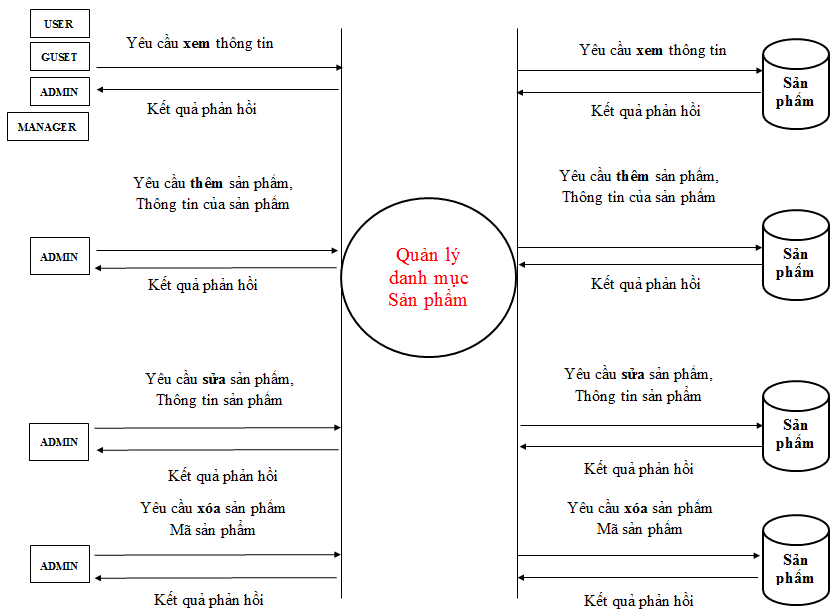 USER
GUSET
ADMIN
MANAGER
Yêu cầu xem thông tin
Kết quả phản hồi
Yêu cầu xem thông tin
Kết quả phản hồi
Sản
phẩm
Yêu cầu thêm sản phẩm,
Thông tin của sản phẩm
ADMIN
Kết quả phản hồi
Quản lý
danh mục
Sản phẩm
Yêu cầu thêm sản phẩm,
Thông tin của sản phẩm
Kết quả phản hồi
Sản
phẩm
Yêu cầu sửa sản phẩm,
Thông tin sản phẩm
ADMIN
Kết quả phản hồi
Yêu cầu sửa sản phẩm,
Thông tin sản phẩm
Kết quả phản hồi
Sản
phẩm
Yêu cầu xóa sản phẩm
Mã sản phẩm
ADMIN
Kết quả phản hồi
Yêu cầu xóa sản phẩm
Mã sản phẩm
Kết quả phản hồi
Sản
phẩm